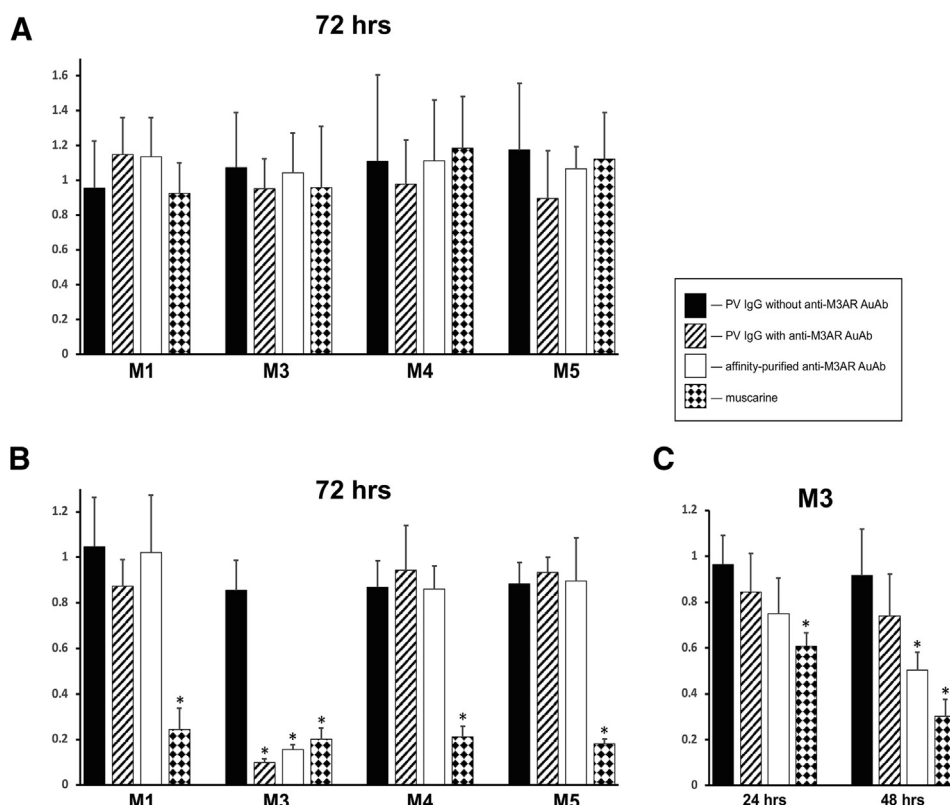 A
72 hrs
1.6
1.4
1.2
1
0.8
0.6
0.4
0.2
0
M1 M3 M4 M5
— PV IgG without anti-M3AR AuAb
— PV IgG with anti-M3AR AuAb
— affinity-purified anti-M3AR AuAb
— muscarine
B
72 hrs
1.2
1
0.8
0.6
0.4
0.2
0
* * * * * *
M1 M3 M4 M5
C
M3
1.2
1
0.8
0.6
0.4
0.2
0
* * *
24 hrs 48 hrs